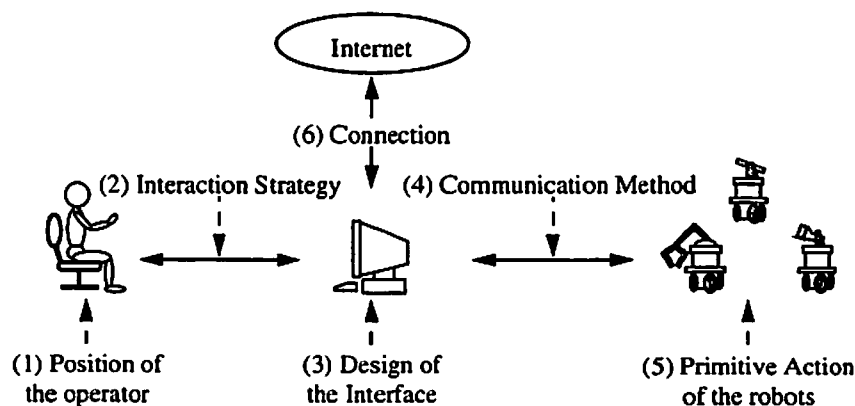 Internet
(6) Connection
(2) Interaction Strategy
(4) Communication Method
(1) Position of
the operator
(3) Design of
the Interface
(5) Primitive Action
of the robots